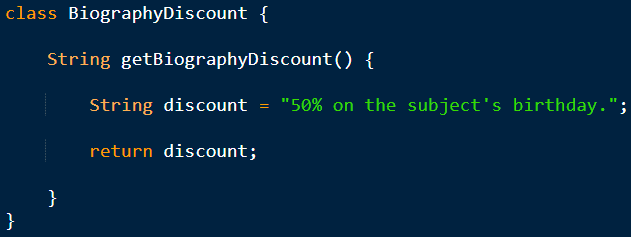 class BiographyDiscount {
String getBiographyDiscount() {
String discount = "50% on the subject's birthday.";
return discount;
}
}